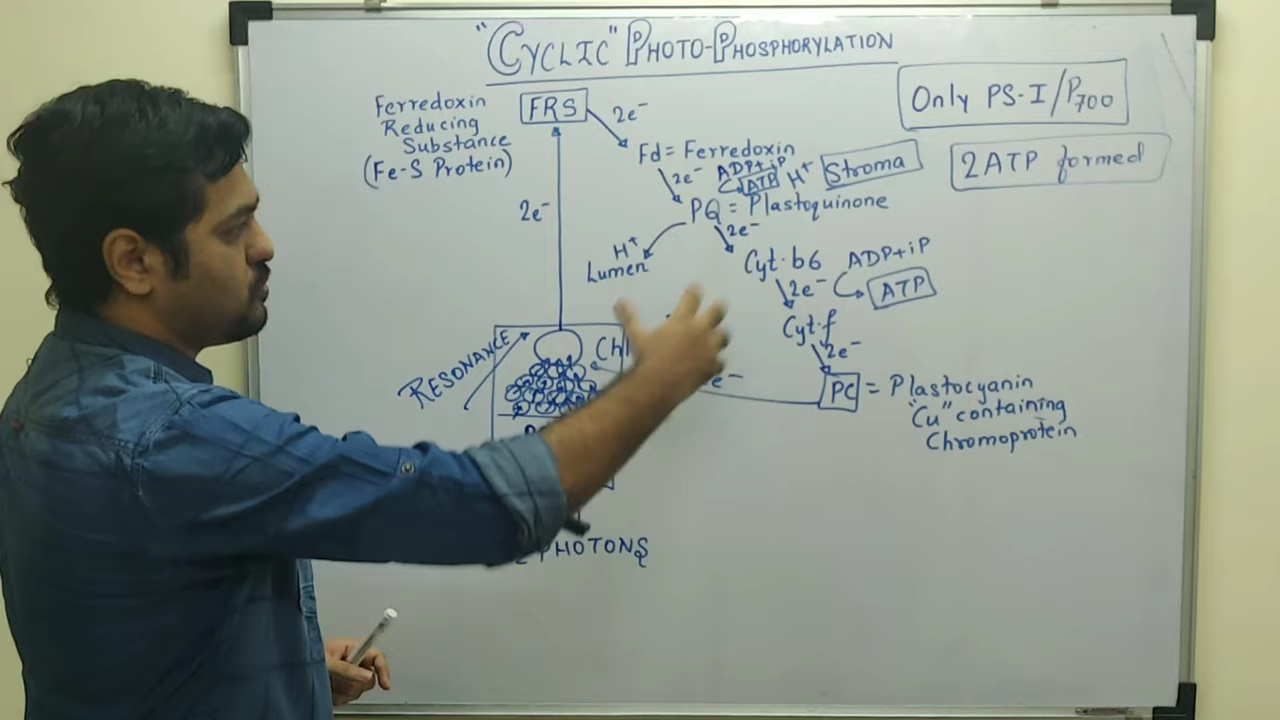 "CYCLIC" PHOTO-PHOSPHORYLATION
Only PS-I/P700
2ATP formed
Ferredoxin
Reducing
Substance
(Fe-S Protein)
FRS
2e⁻
Fd = Ferredoxin
2e⁻
ADP+iP
ATP
H⁺
Stroma
PQ = Plastoquinone
2e⁻
2e⁻
H⁺
Lumen
Cyt. b6
ADP+iP
2e⁻
ATP
Cyt. f
2e⁻
RESONANCE
e⁻
PC = Plastocyanin
"Cu" containing
Chromoprotein
PHOTONS